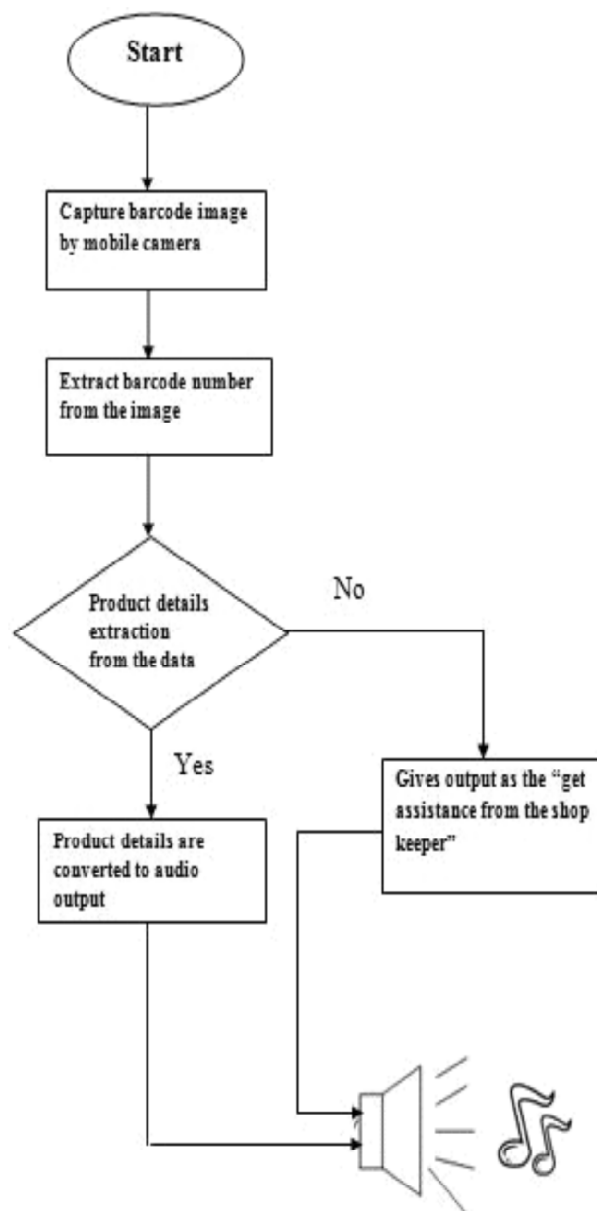 Start
Capture barcode image
by mobile camera
Extract barcode number
from the image
Product details
extraction
from the data
No
Yes
Gives output as the “get
assistance from the shop
keeper”
Product details are
converted to audio
output